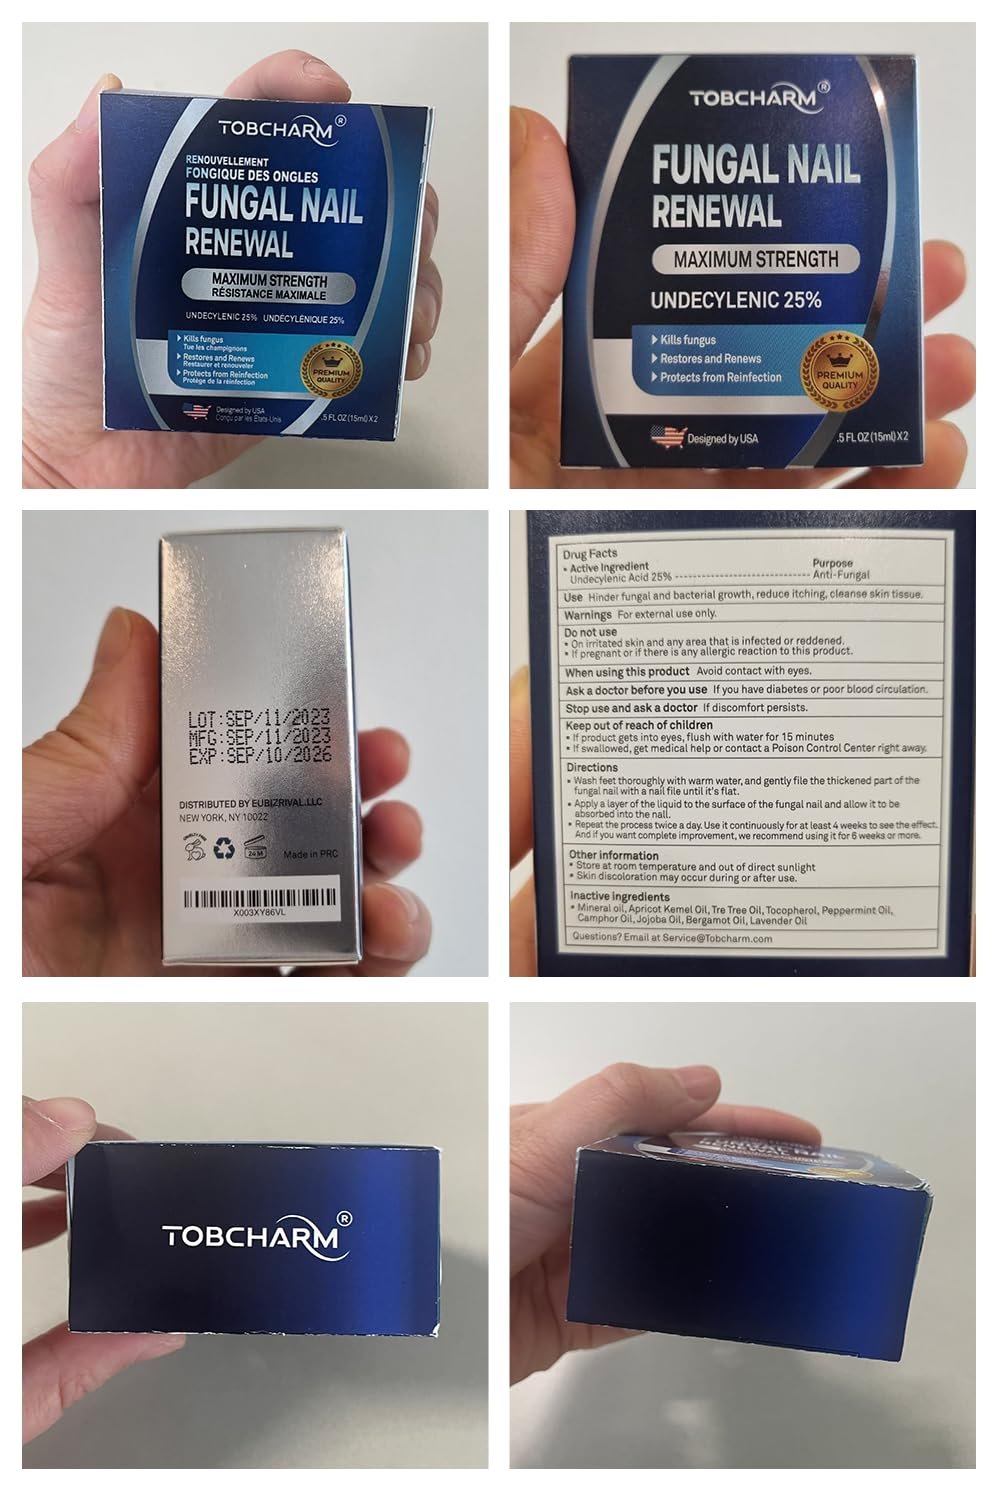 TOBCHARM®
RENOUVELLEMENT
FONGIQUE DES ONGLES
FUNGAL NAIL
RENEWAL
MAXIMUM STRENGTH
RÉSISTANCE MAXIMALE
UNDECYLENIC 25% UNDÉCYLÉNIQUE 25%
Kills fungus
Tue les champignons
Restores and Renews
Restaurer et renouveler
Protects from Reinfection
Protège de la réinfection
PREMIUM
QUALITY
Designed by USA
Conçu par les États-Unis
.5 FL OZ (15ml) X 2
TOBCHARM®
FUNGAL NAIL
RENEWAL
MAXIMUM STRENGTH
UNDECYLENIC 25%
Kills fungus
Restores and Renews
Protects from Reinfection
PREMIUM
QUALITY
Designed by USA
.5 FL OZ (15ml) X 2
LOT:SEP/11/2023
MFG:SEP/11/2023
EXP:SEP/10/2026
DISTRIBUTED BY EUBIZRIVAL.LLC
NEW YORK, NY 10022
CRUELTY FREE
24M
Made in PRC
X003XY86VL
Drug Facts
• Active Ingredient Purpose
Undecylenic Acid 25% ------------------------------ Anti-Fungal
Use Hinder fungal and bacterial growth, reduce itching, cleanse skin tissue.
Warnings For external use only.
Do not use
• On irritated skin and any area that is infected or reddened.
• If pregnant or if there is any allergic reaction to this product.
When using this product Avoid contact with eyes.
Ask a doctor before you use If you have diabetes or poor blood circulation.
Stop use and ask a doctor If discomfort persists.
Keep out of reach of children
• If product gets into eyes, flush with water for 15 minutes
• If swallowed, get medical help or contact a Poison Control Center right away.
Directions
• Wash feet thoroughly with warm water, and gently file the thickened part of the
fungal nail with a nail file until it's flat.
• Apply a layer of the liquid to the surface of the fungal nail and allow it to be
absorbed into the nall.
• Repeat the process twice a day. Use it continuously for at least 4 weeks to see the effect.
And if you want complete improvement, we recommend using it for 6 weeks or more.
Other information
• Store at room temperature and out of direct sunlight
• Skin discoloration may occur during or after use.
Inactive ingredients
• Mineral oil, Apricot Kemel Oil, Tre Tree Oil, Tocopherol, Peppermint Oil,
Camphor Oil, Jojoba Oil, Bergamot Oil, Lavender Oil
Questions? Email at Service@Tobcharm.com
TOBCHARM®
FUNGAL NAIL
RENEWAL